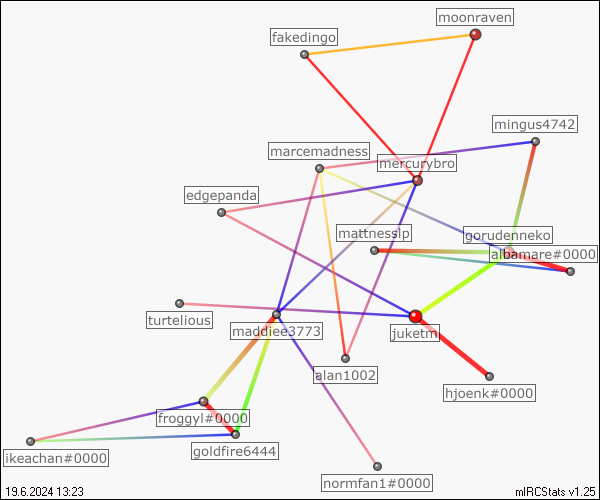 moonraven
fakedingo
mingus4742
marcemadness
mercurybro
edgepanda
mattnesslp
gorudenneko
albamare#0000
turtelious
maddiee3773
juketm
alan1002
hjoenk#0000
froggyl#0000
goldfire6444
ikeachan#0000
normfan1#0000
19.6.2024 13:23
mIRCStats v1.25